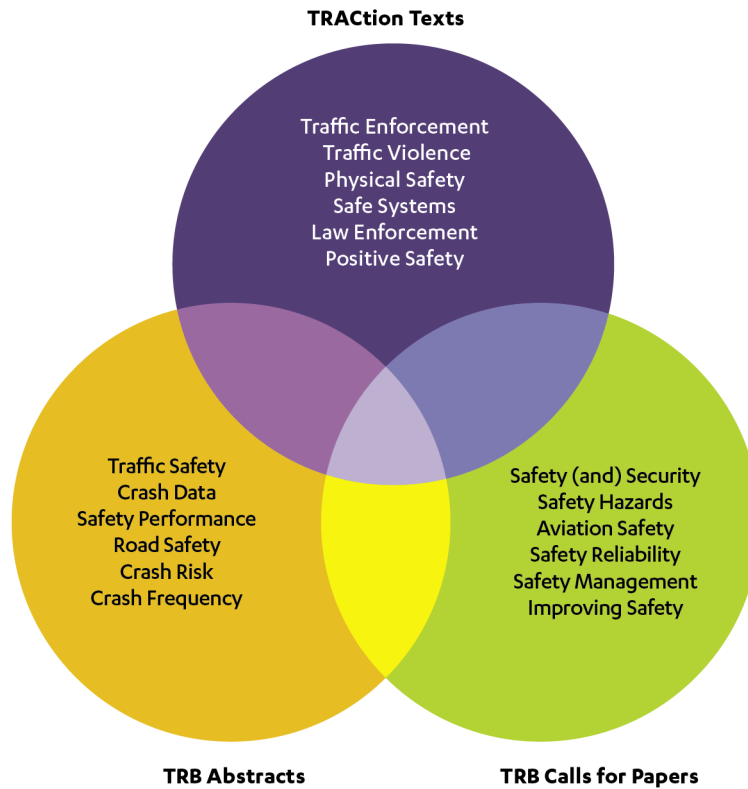 TRACtion Texts
Traffic Enforcement
Traffic Violence
Physical Safety
Safe Systems
Law Enforcement
Positive Safety
Traffic Safety
Crash Data
Safety Performance
Road Safety
Crash Risk
Crash Frequency
Safety (and) Security
Safety Hazards
Aviation Safety
Safety Reliability
Safety Management
Improving Safety
TRB Abstracts
TRB Calls for Papers